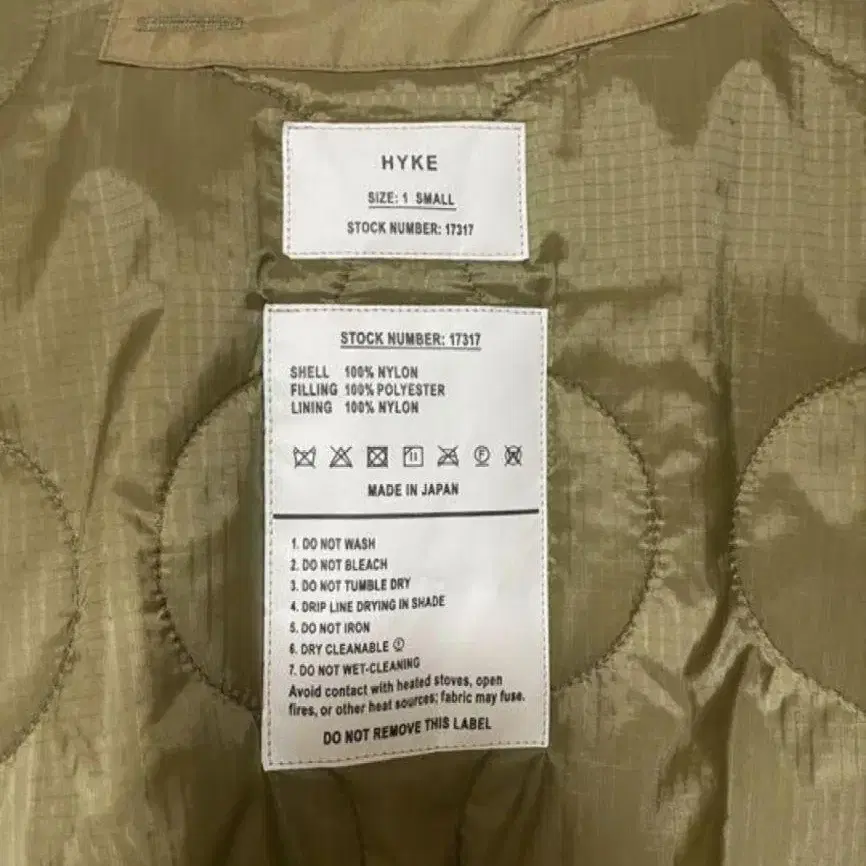 HYKE
SIZE: 1 SMALL
STOCK NUMBER: 17317
STOCK NUMBER: 17317
SHELL 100% NYLON
FILLING 100% POLYESTER
LINING 100% NYLON
MADE IN JAPAN
1. DO NOT WASH
2. DO NOT BLEACH
3. DO NOT TUMBLE DRY
4. DRIP LINE DRYING IN SHADE
5. DO NOT IRON
6. DRY CLEANABLE Ⓕ
7. DO NOT WET-CLEANING
Avoid contact with heated stoves, open
fires, or other heat sources; fabric may fuse.
DO NOT REMOVE THIS LABEL